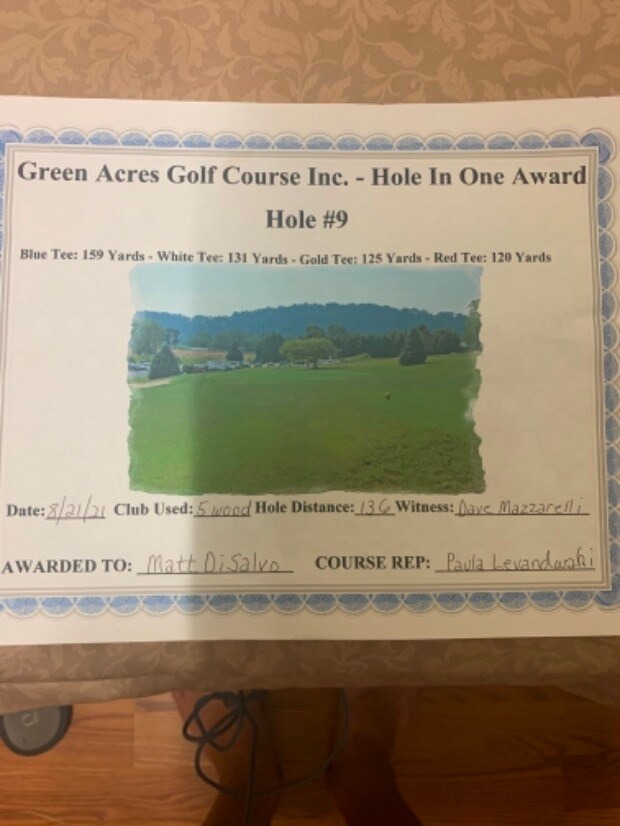 Green Acres Golf Course Inc. - Hole In One Award
Hole #9
Blue Tee: 159 Yards - White Tee: 131 Yards - Gold Tee: 125 Yards - Red Tee: 120 Yards
Date: 8/21/21 Club Used: 5 wood Hole Distance: 136 Witness: Dave Mazzarelli
AWARDED TO: Matt DiSalvo COURSE REP: Paula Levandwski